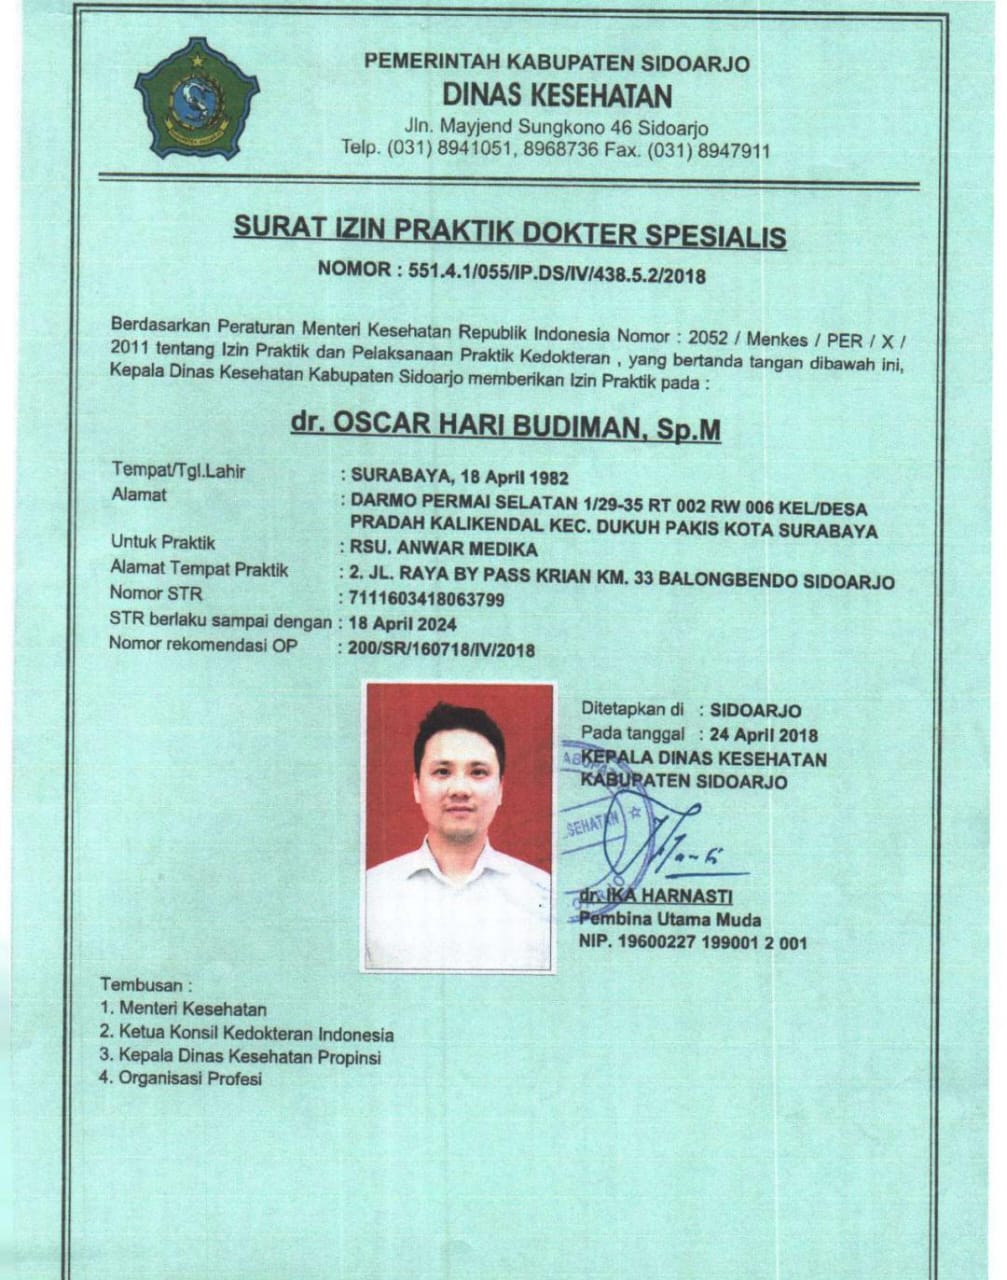 PEMERINTAH KABUPATEN SIDOARJO
DINAS KESEHATAN
Jln. Mayjend Sungkono 46 Sidoarjo
Telp. (031) 8941051, 8968736 Fax. (031) 8947911
SURAT IZIN PRAKTIK DOKTER SPESIALIS
NOMOR : 551.4.1/055/IP.DS/IV/438.5.2/2018
Berdasarkan Peraturan Menteri Kesehatan Republik Indonesia Nomor : 2052 / Menkes / PER / X /
2011 tentang Izin Praktik dan Pelaksanaan Praktik Kedokteran , yang bertanda tangan dibawah ini,
Kepala Dinas Kesehatan Kabupaten Sidoarjo memberikan Izin Praktik pada :
dr. OSCAR HARI BUDIMAN, Sp.M
Tempat/Tgl.Lahir : SURABAYA, 18 April 1982
Alamat : DARMO PERMAI SELATAN 1/29-35 RT 002 RW 006 KEL/DESA
PRADAH KALIKENDAL KEC. DUKUH PAKIS KOTA SURABAYA
Untuk Praktik : RSU. ANWAR MEDIKA
Alamat Tempat Praktik : 2. JL. RAYA BY PASS KRIAN KM. 33 BALONGBENDO SIDOARJO
Nomor STR : 7111603418063799
STR berlaku sampai dengan : 18 April 2024
Nomor rekomendasi OP : 200/SR/160718/IV/2018
Ditetapkan di : SIDOARJO
Pada tanggal : 24 April 2018
KEPALA DINAS KESEHATAN
KABUPATEN SIDOARJO
dr. IKA HARNASTI
Pembina Utama Muda
NIP. 19600227 199001 2 001
Tembusan :
1. Menteri Kesehatan
2. Ketua Konsil Kedokteran Indonesia
3. Kepala Dinas Kesehatan Propinsi
4. Organisasi Profesi